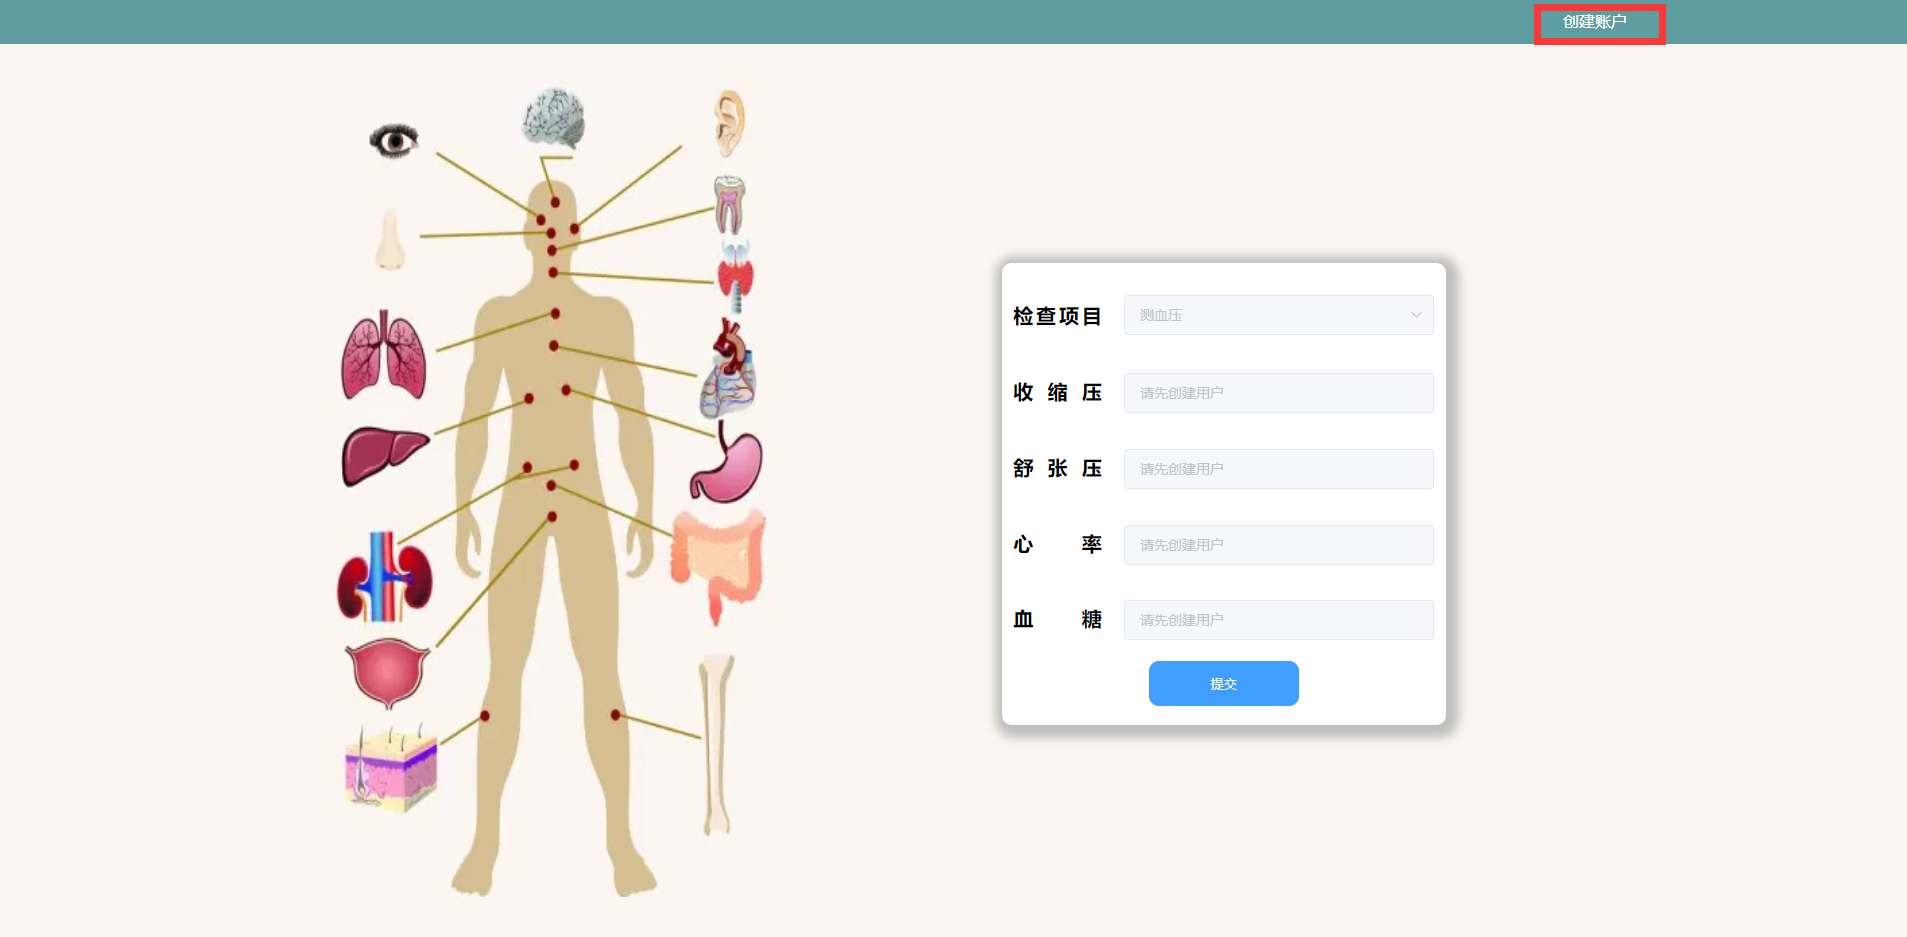 创建账户
检查项目 测血压
收缩压 请先创建用户
舒张压 请先创建用户
心率 请先创建用户
血糖 请先创建用户
提交